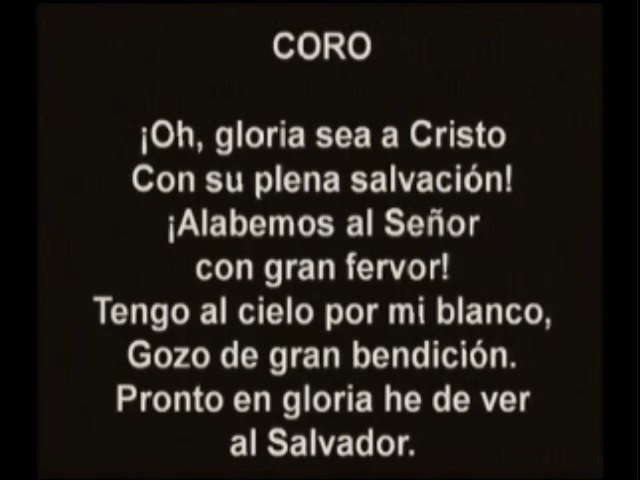 CORO
¡Oh, gloria sea a Cristo
Con su plena salvación!
¡Alabemos al Señor
con gran fervor!
Tengo al cielo por mi blanco,
Gozo de gran bendición.
Pronto en gloria he de ver
al Salvador.